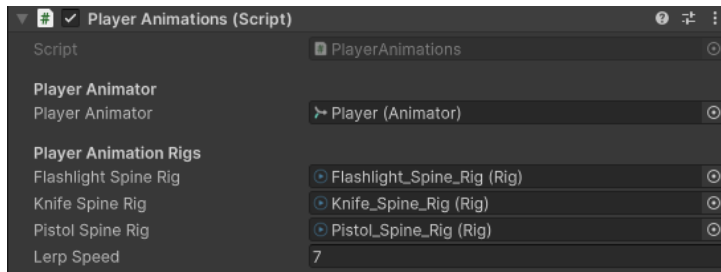 # Player Animations (Script)
Script PlayerAnimations
Player Animator
Player Animator Player (Animator)
Player Animation Rigs
Flashlight Spine Rig Flashlight_Spine_Rig (Rig)
Knife Spine Rig Knife_Spine_Rig (Rig)
Pistol Spine Rig Pistol_Spine_Rig (Rig)
Lerp Speed 7